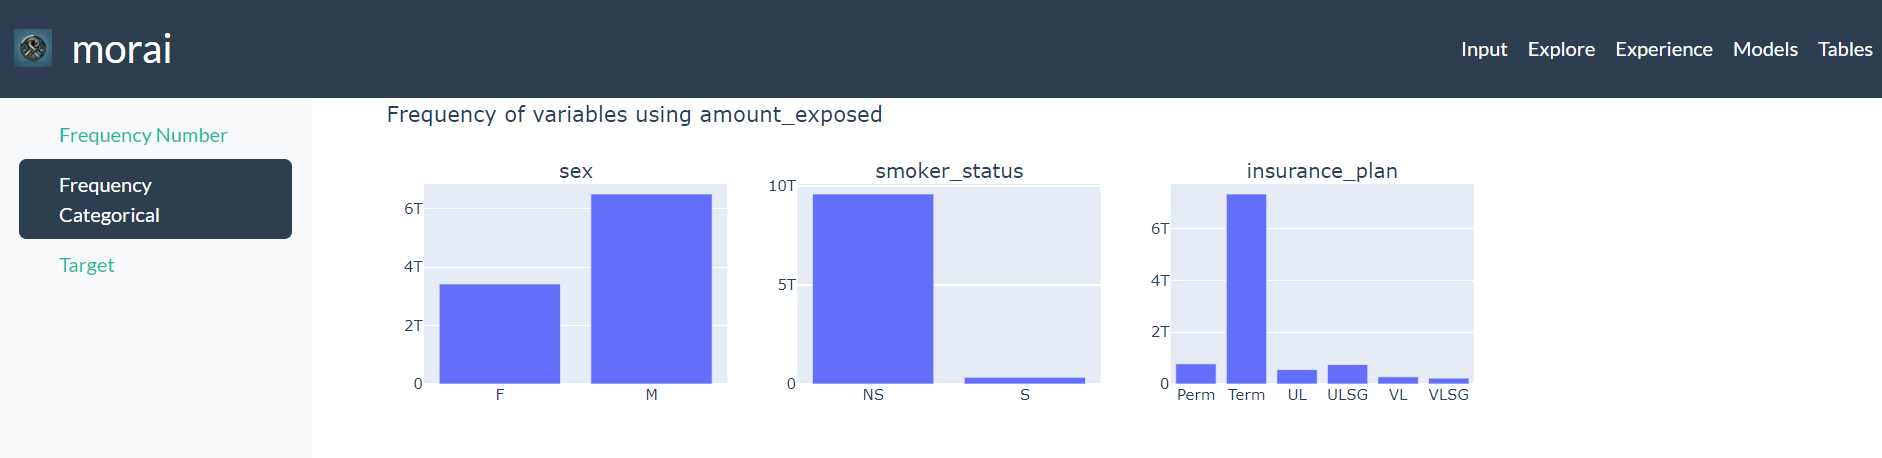 morai
Input Explore Experience Models Tables
Frequency Number
Frequency
Categorical
Target
Frequency of variables using amount_exposed
sex
6T
4T
2T
0
F M
smoker_status
10T
5T
0
NS S
insurance_plan
6T
4T
2T
0
Perm Term UL ULSG VL VLSG